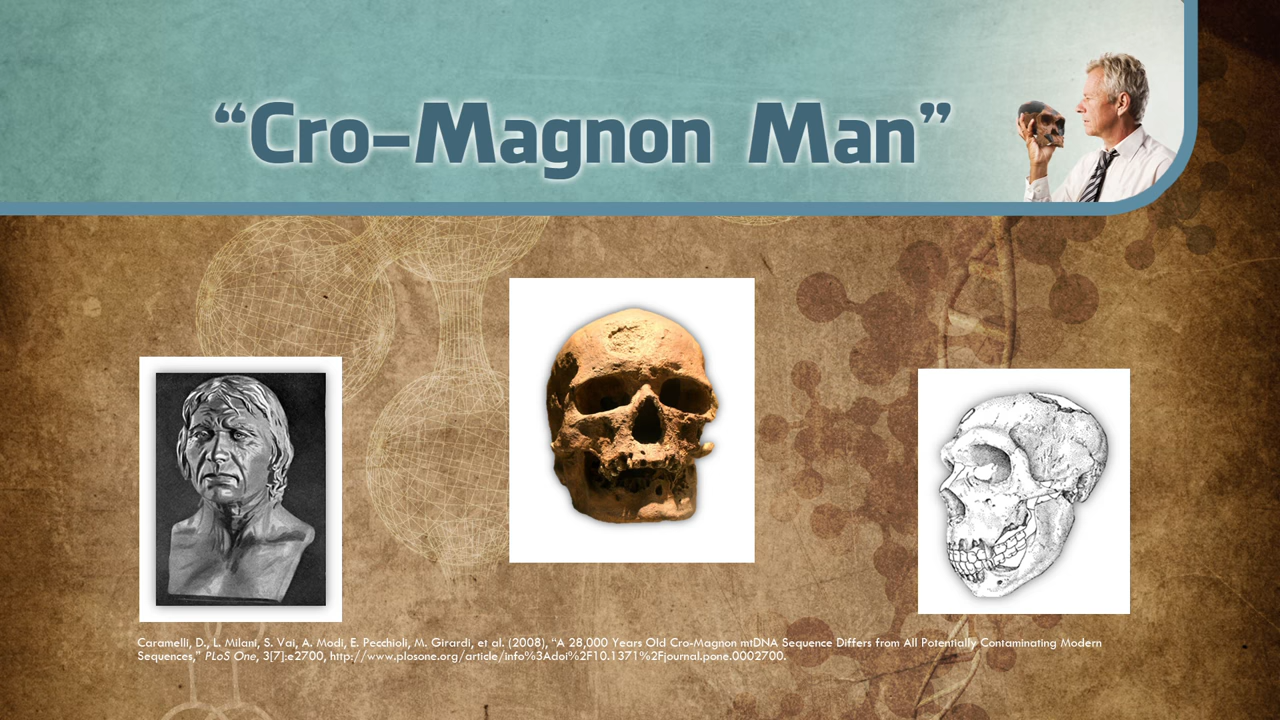 “Cro-Magnon Man”
Caramelli, D., L. Milani, S. Vai, A. Modi, E. Pecchioli, M. Girardi, et al. (2008), “A 28,000 Years Old Cro-Magnon mtDNA Sequence Differs from All Potentially Contaminating Modern
Sequences,” PLoS One, 3[7]:e2700, http://www.plosone.org/article/info%3Adoi%2F10.1371%2Fjournal.pone.0002700.